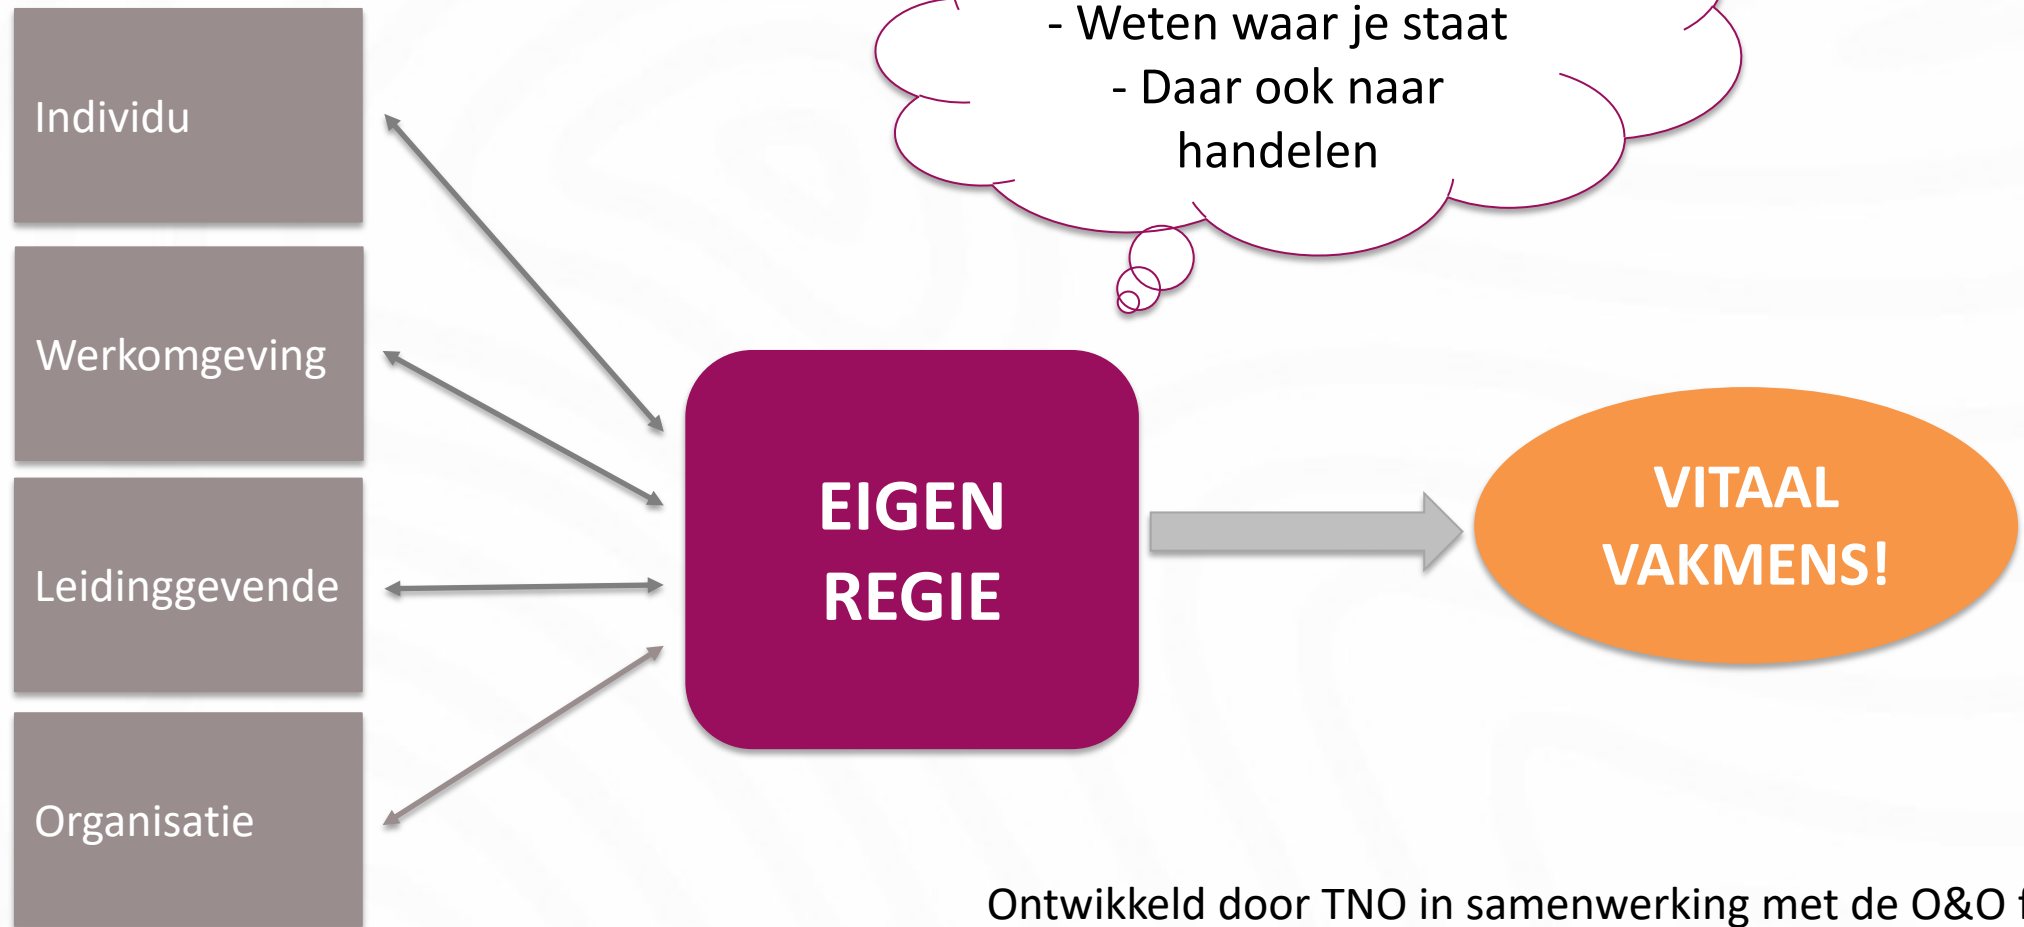 - Weten waar je staat
- Daar ook naar
handelen
Individu
Werkomgeving
Leidinggevende
Organisatie
EIGEN
REGIE
VITAAL
VAKMENS!
Ontwikkeld door TNO in samenwerking met de O&O